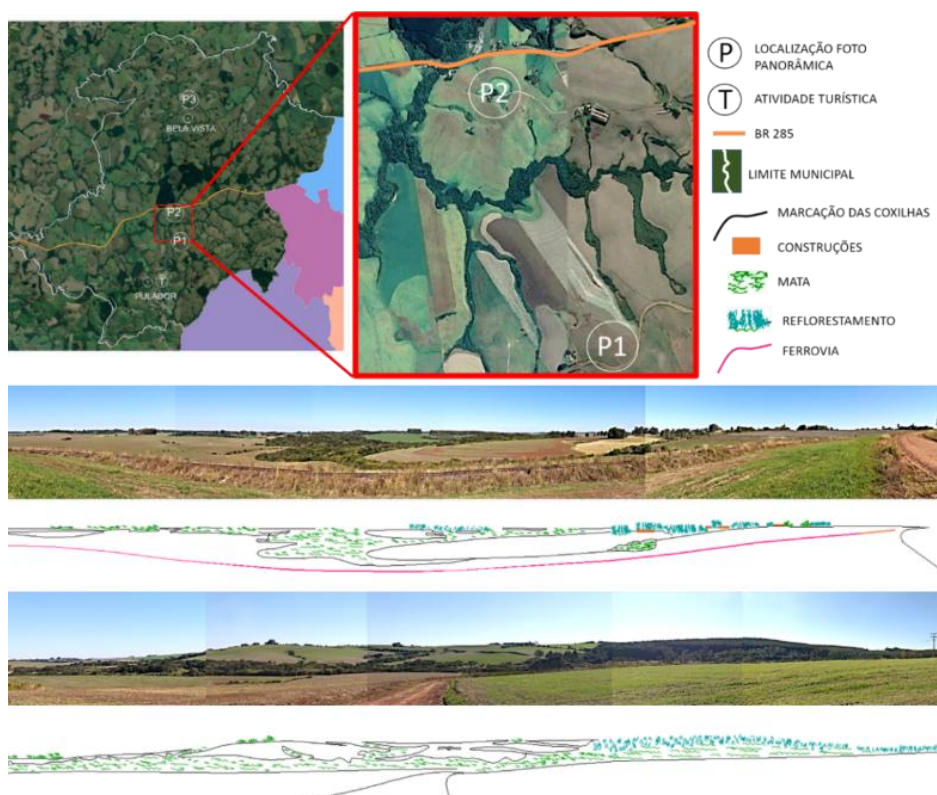 P3
BELA VISTA
P2
P1
T
PULADOR
P2
P1
P
LOCALIZAÇÃO FOTO
PANORÂMICA
T
ATIVIDADE TURÍSTICA
BR 285
LIMITE MUNICIPAL
MARCAÇÃO DAS COXILHAS
CONSTRUÇÕES
MATA
REFLORESTAMENTO
FERROVIA